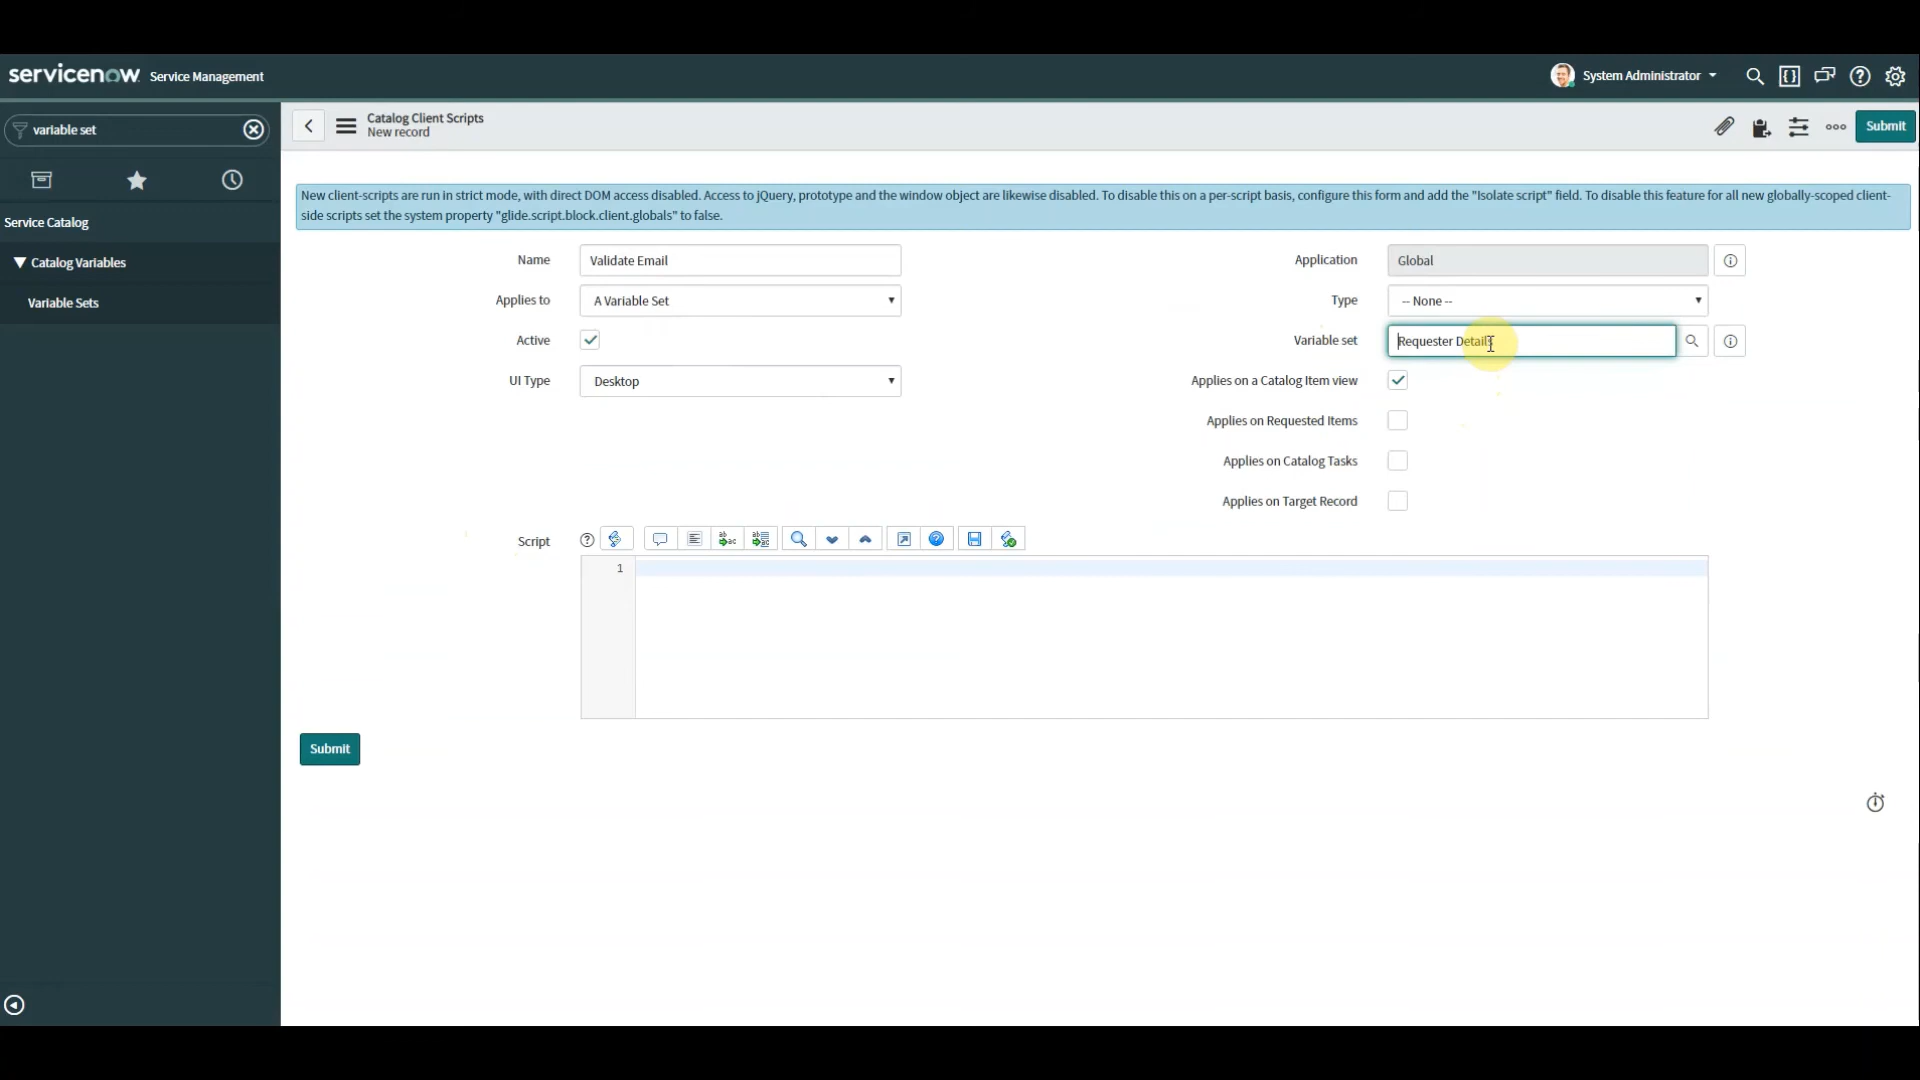 servicenow Service Management
System Administrator
variable set
Catalog Client Scripts
New record
Submit
Service Catalog
Catalog Variables
Variable Sets
New client-scripts are run in strict mode, with direct DOM access disabled. Access to jQuery, prototype and the window object are likewise disabled. To disable this on a per-script basis, configure this form and add the "Isolate script" field. To disable this feature for all new globally-scoped client-
side scripts set the system property "glide.script.block.client.globals" to false.
Name Validate Email
Application Global
Applies to A Variable Set
Type -- None --
Active
Variable set Requester Details
UI Type Desktop
Applies on a Catalog Item view
Applies on Requested Items
Applies on Catalog Tasks
Applies on Target Record
Script
1
Submit